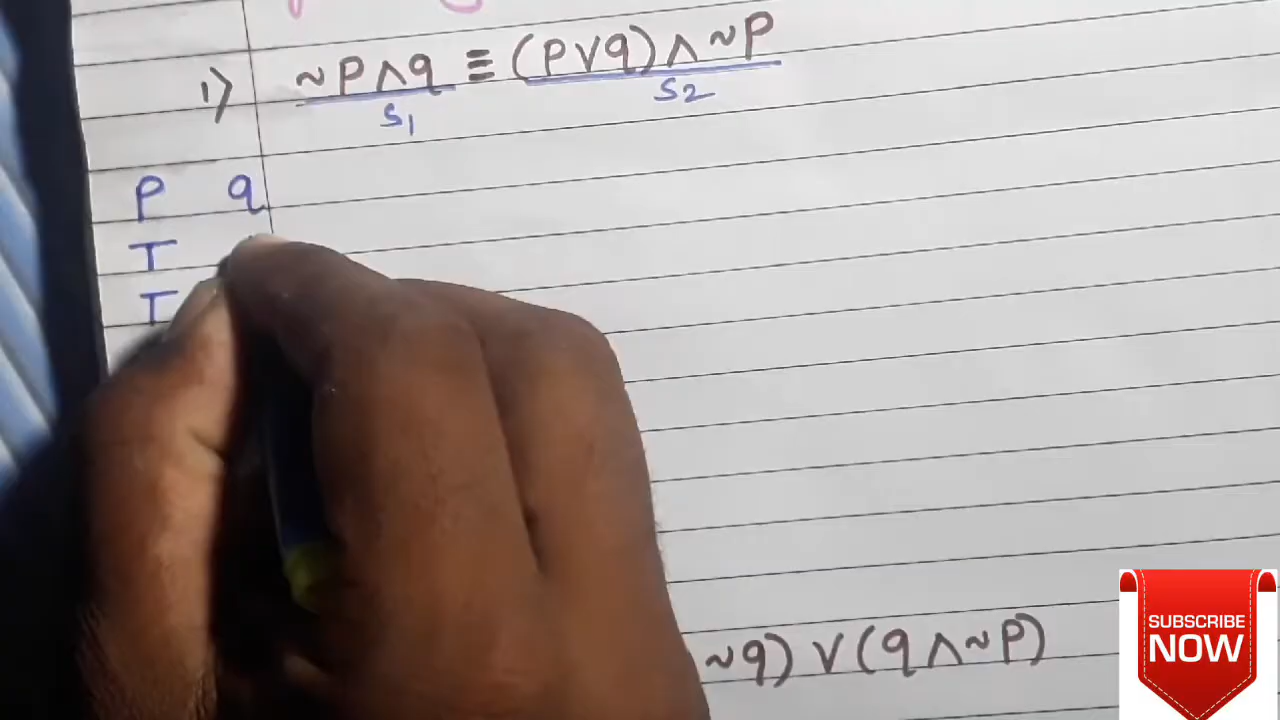 1) ~P∧q ≡ (P∨q)∧~P
S1 S2
P q
T
T
~q)∨(q∧~P)
SUBSCRIBE
NOW